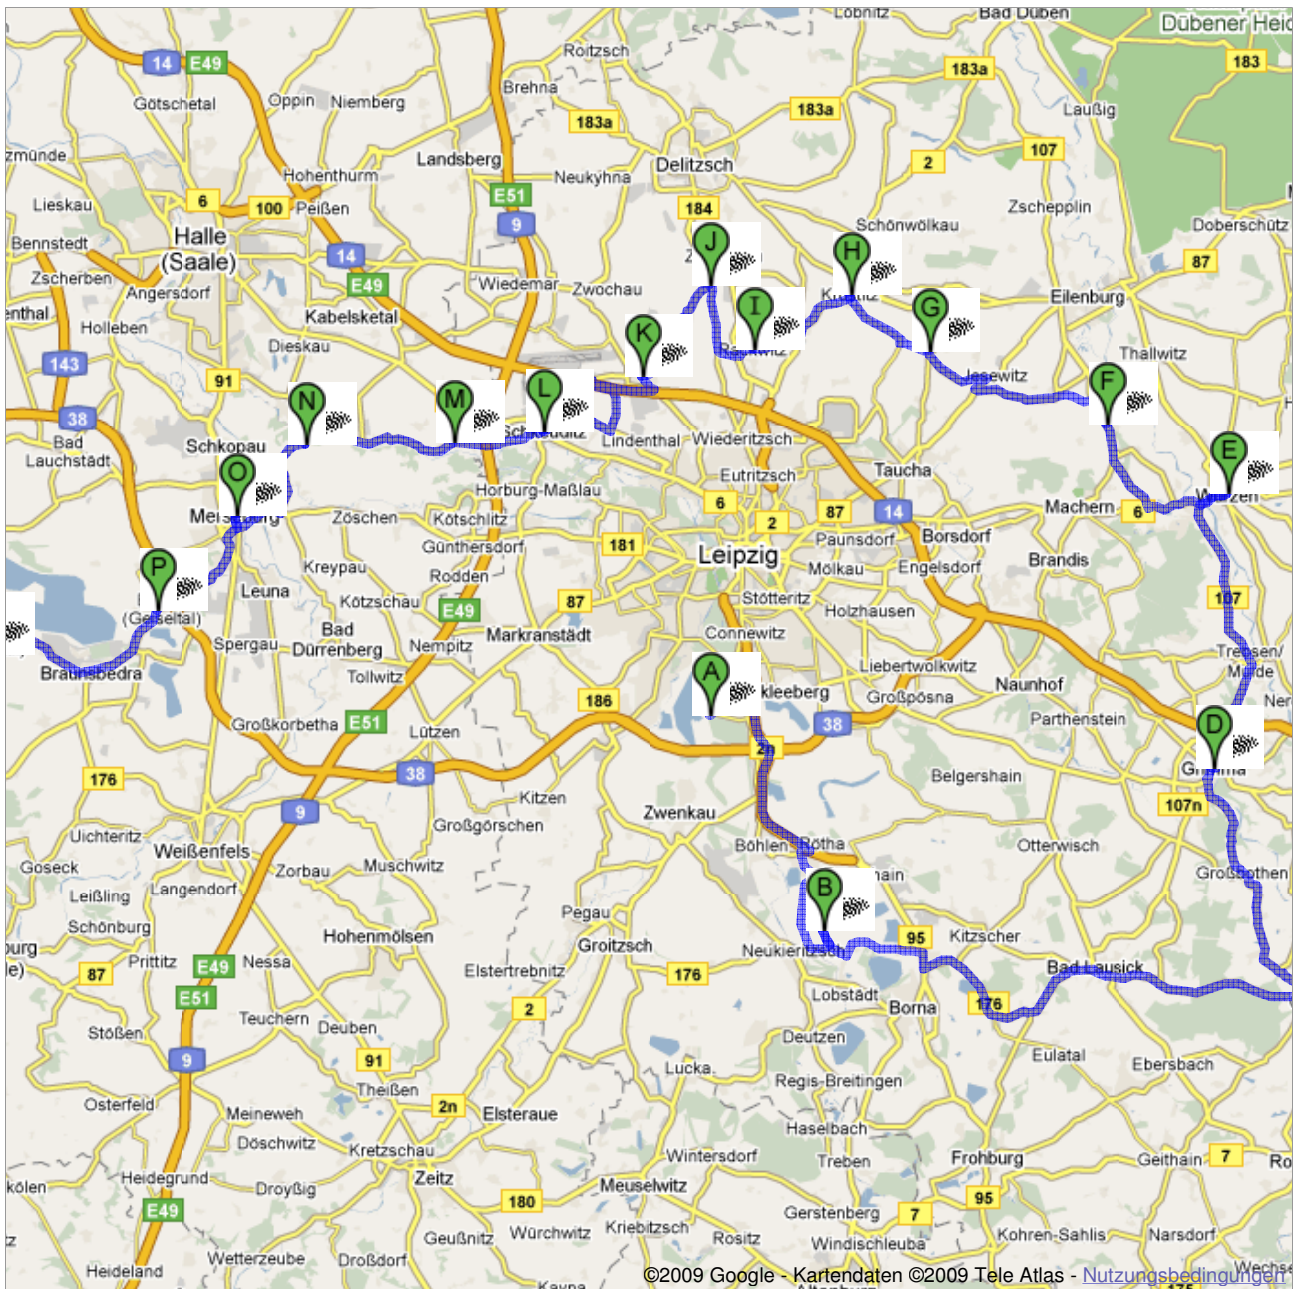 Löbnitz
Bad Düben
Dübener Heid
14
E49
Roitzsch
183a
183
Götschetal
Oppin
Niemberg
Brehna
183a
183a
Laußig
zmünde
Landsberg
Delitzsch
2
107
Hohenthurm
Neukyhna
Lieskau
6
100
Peißen
E51
184
Zschepplin
Halle
(Saale)
9
Schönwölkau
Doberschütz
Bennstedt
14
J
H
87
Zscherben
E49
Wiedemar
Zwochau
Angersdorf
Eilenburg
enthal
Holleben
Kabelsketal
K
I
G
Dieskau
Thallwitz
143
91
N
M
L
Jesewitz
F
38
Bad
Lauchstädt
Schkopau
Lindenthal
Wiederitzsch
E
O
Eutritzsch
Taucha
Horburg-Maßlau
6
87
14
Machern
6
Zöschen
Kötschlitz
2
Günthersdorf
181
Leipzig
Paunsdorf
Borsdorf
Brandis
P
Kreypau
Rodden
Mölkau
Engelsdorf
Leuna
Kötzschau
E49
87
Stötteritz
Holzhausen
107
(Geiseltal)
Spergau
Bad
Dürrenberg
Nempitz
Markranstädt
Connewitz
Trebsen/
Mulde
Braunsbedra
Tollwitz
A
kleeberg
Liebertwolkwitz
Großpösna
Naunhof
186
Großkorbetha
E51
Lützen
38
Parthenstein
D
176
38
Kitzen
Belgershain
9
Zwenkau
107n
Uichteritz
Großgörschen
Böhlen
Rötha
Otterwisch
Goseck
Weißenfels
Zorbau
Muschwitz
Großbothen
Leißling
Langendorf
B
hain
Schönburg
Pegau
Hohenmölsen
Groitzsch
95
Kitzscher
87
Prittitz
E49
Nessa
Elstertrebnitz
176
Bad Lausick
E51
Lobstädt
176
Stößen
Teuchern
Deuben
2
Borna
Deutzen
9
91
Lucka
Eulatal
Ebersbach
Theißen
Regis-Breitingen
Osterfeld
Meineweh
2n
Elsteraue
Haselbach
Döschwitz
Kretzschau
Wintersdorf
Treben
Frohburg
Geithain
7
Heidegrund
Zeitz
Meuselwitz
kölen
Droyßig
180
95
E49
Würchwitz
Kriebitzsch
Gerstenberg
7
Kohren-Sahlis
Narsdorf
Wetterzeube
Droßdorf
Geußnitz
Rositz
Windischleuba
Heideland
©2009 Google - Kartendaten ©2009 Tele Atlas - Nutzungsbedingungen